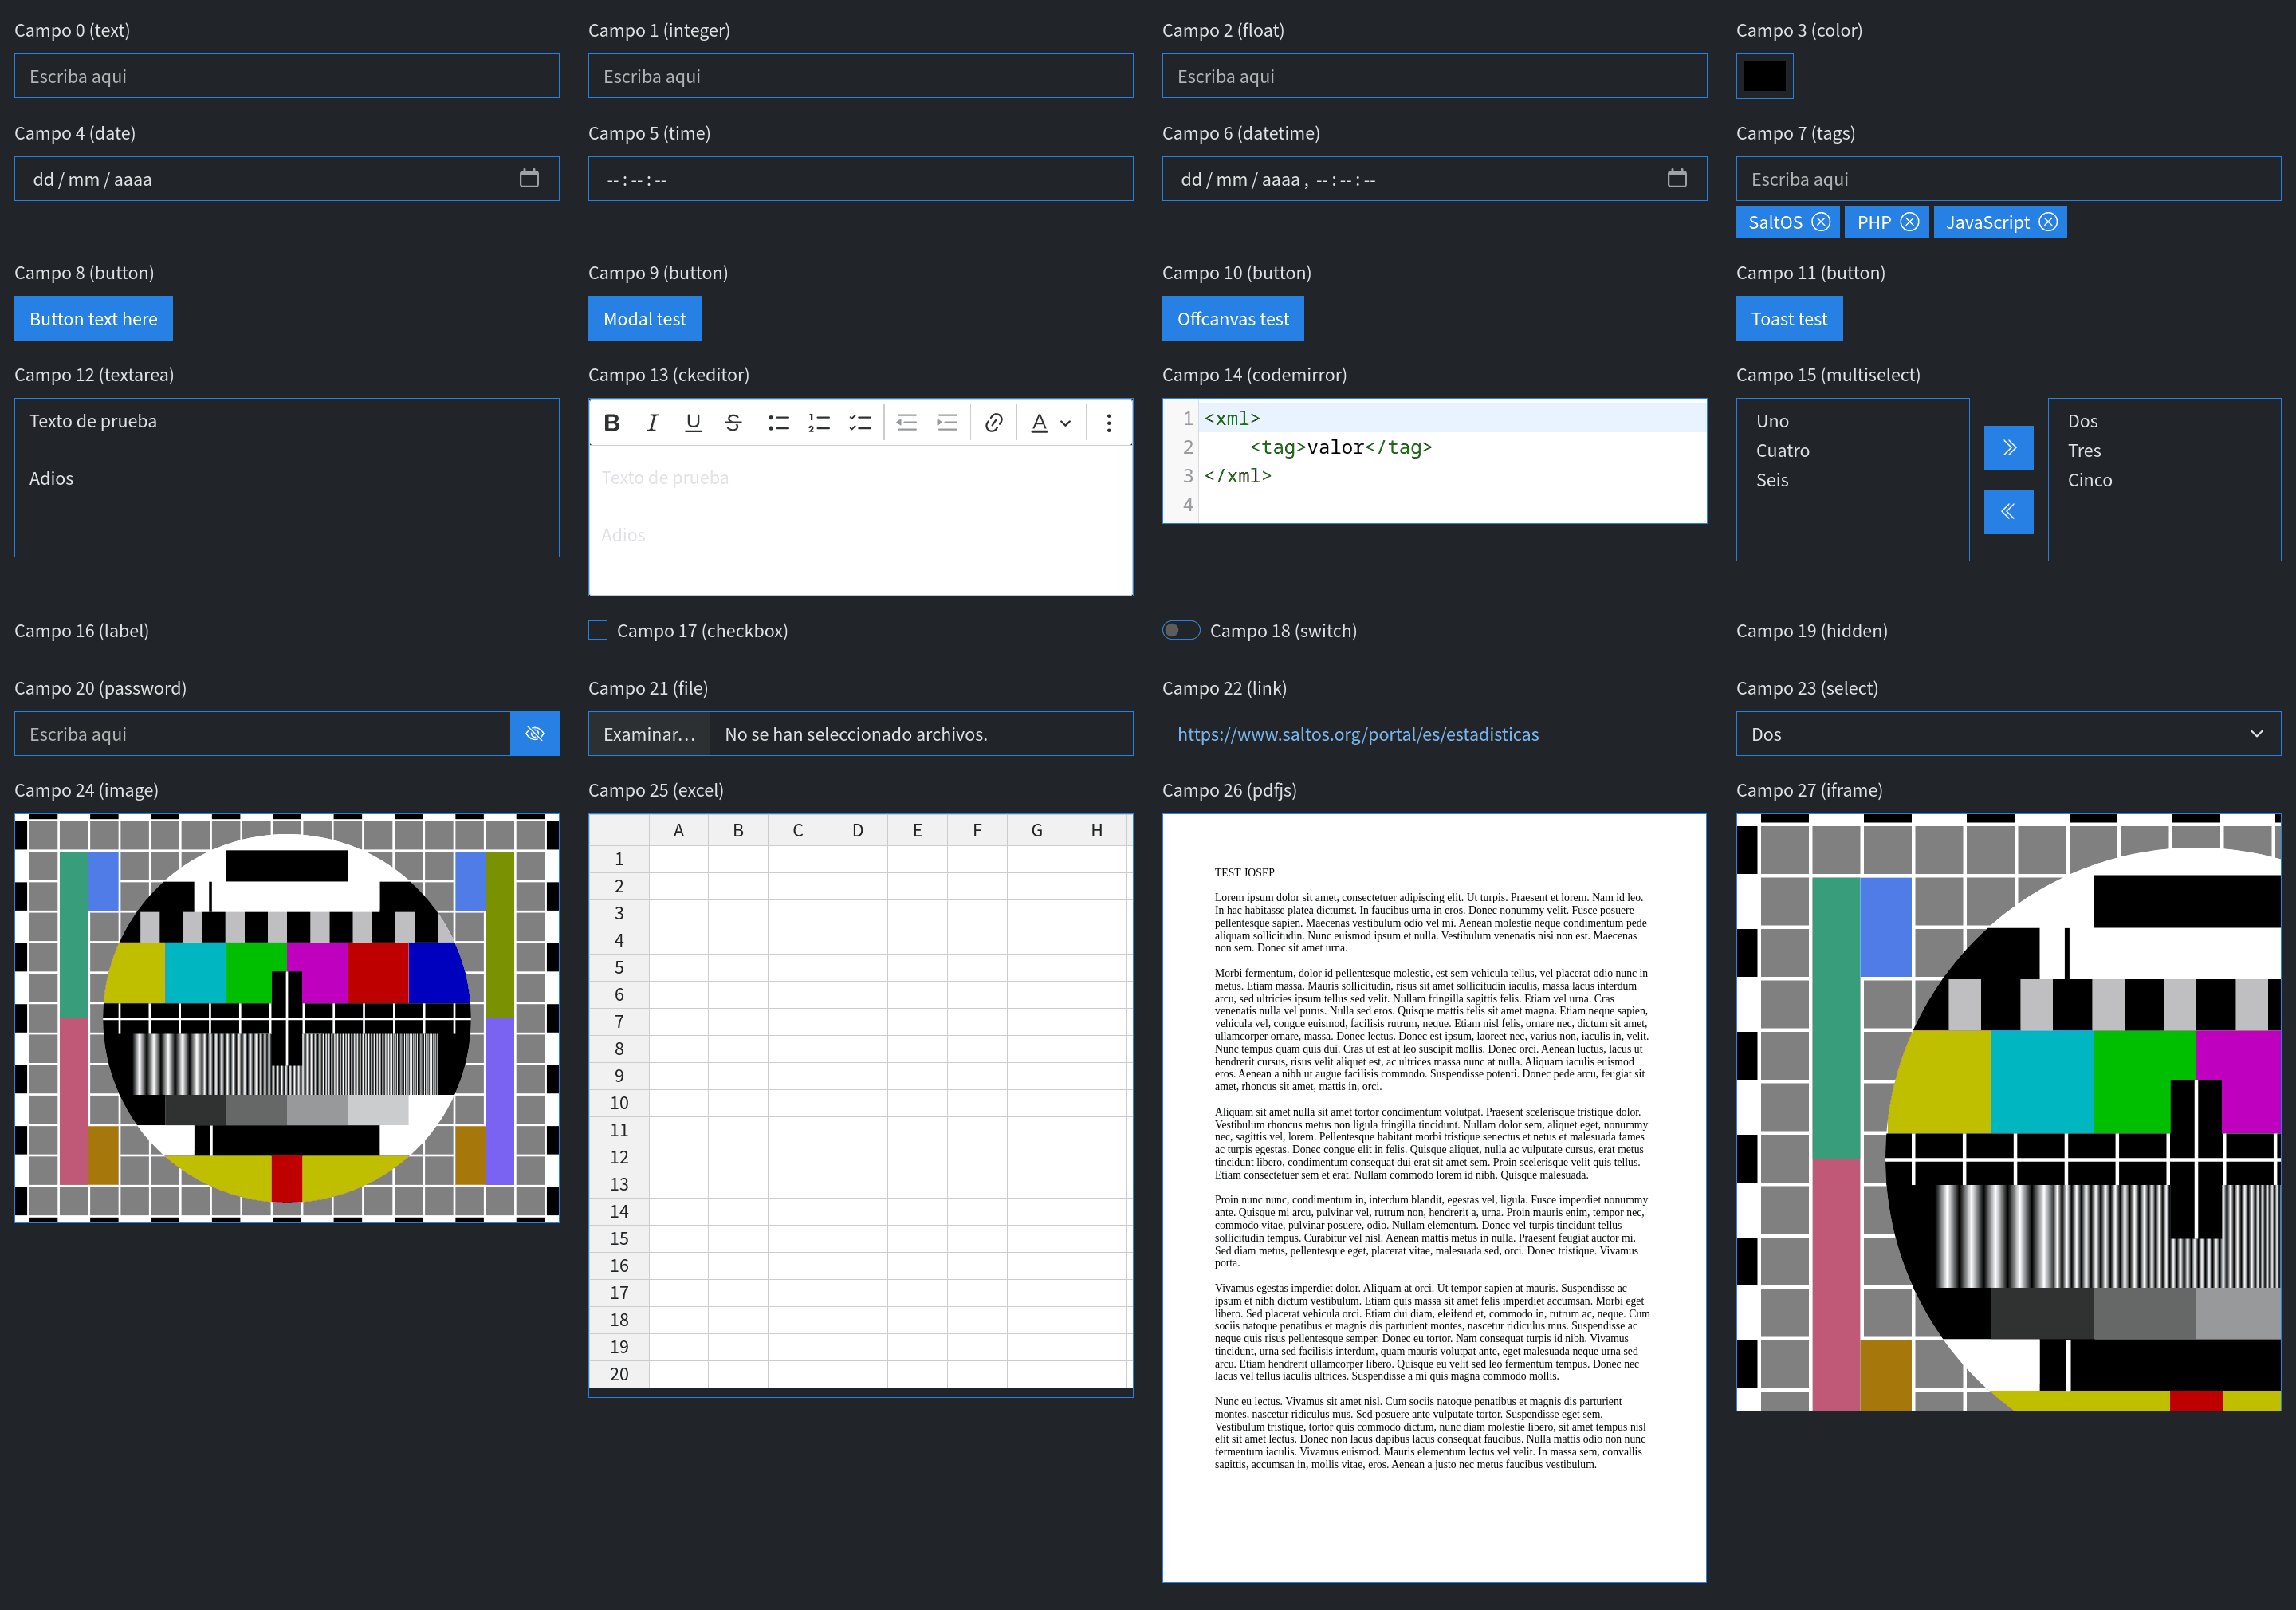 Campo 0 (text)
Escriba aqui
Campo 1 (integer)
Escriba aqui
Campo 2 (float)
Escriba aqui
Campo 3 (color)
Campo 4 (date)
dd / mm / aaaa
Campo 5 (time)
-- : -- : --
Campo 6 (datetime)
dd / mm / aaaa , -- : -- : --
Campo 7 (tags)
Escriba aqui
SaltOS PHP JavaScript
Campo 8 (button)
Button text here
Campo 9 (button)
Modal test
Campo 10 (button)
Offcanvas test
Campo 11 (button)
Toast test
Campo 12 (textarea)
Texto de prueba
Adios
Campo 13 (ckeditor)
B I U S A
Texto de prueba
Adios
Campo 14 (codemirror)
1 <xml>
2     <tag>valor</tag>
3 </xml>
4
Campo 15 (multiselect)
Uno
Cuatro
Seis
Dos
Tres
Cinco
Campo 16 (label)
Campo 17 (checkbox)
Campo 18 (switch)
Campo 19 (hidden)
Campo 20 (password)
Escriba aqui
Campo 21 (file)
Examinar... No se han seleccionado archivos.
Campo 22 (link)
https://www.saltos.org/portal/es/estadisticas
Campo 23 (select)
Dos
Campo 24 (image)
Campo 25 (excel)
A B C D E F G H
1
2
3
4
5
6
7
8
9
10
11
12
13
14
15
16
17
18
19
20
Campo 26 (pdfjs)
TEST JOSEP
Lorem ipsum dolor sit amet, consectetuer adipiscing elit. Ut turpis. Praesent et lorem. Nam id leo.
In hac habitasse platea dictumst. In faucibus urna in eros. Donec nonummy velit. Fusce posuere
pellentesque sapien. Maecenas vestibulum odio vel mi. Aenean molestie neque condimentum pede
aliquam sollicitudin. Nunc euismod ipsum et nulla. Vestibulum venenatis nisi non est. Maecenas
non sem. Donec sit amet urna.
Morbi fermentum, dolor id pellentesque molestie, est sem vehicula tellus, vel placerat odio nunc in
metus. Etiam massa. Mauris sollicitudin, risus sit amet sollicitudin iaculis, massa lacus interdum
arcu, sed ultricies ipsum tellus sed velit. Nullam fringilla sagittis felis. Etiam vel urna. Cras
venenatis nulla vel purus. Nulla sed eros. Quisque mattis felis sit amet magna. Etiam neque sapien,
vehicula vel, congue euismod, facilisis rutrum, neque. Etiam nisl felis, ornare nec, dictum sit amet,
ullamcorper ornare, massa. Donec lectus. Donec est ipsum, laoreet nec, varius non, iaculis in, velit.
Nunc tempus quam quis dui. Cras ut est at leo suscipit mollis. Donec orci. Aenean luctus, lacus ut
hendrerit cursus, risus velit aliquet est, ac ultrices massa nunc at nulla. Aliquam iaculis euismod
eros. Aenean a nibh ut augue facilisis commodo. Suspendisse potenti. Donec pede arcu, feugiat sit
amet, rhoncus sit amet, mattis in, orci.
Aliquam sit amet nulla sit amet tortor condimentum volutpat. Praesent scelerisque tristique dolor.
Vestibulum rhoncus metus non ligula fringilla tincidunt. Nullam dolor sem, aliquet eget, nonummy
nec, sagittis vel, lorem. Pellentesque habitant morbi tristique senectus et netus et malesuada fames
ac turpis egestas. Donec congue elit in felis. Quisque aliquet, nulla ac vulputate cursus, erat metus
tincidunt libero, condimentum consequat dui erat sit amet sem. Proin scelerisque velit quis tellus.
Etiam consectetuer sem et erat. Nullam commodo lorem id nibh. Quisque malesuada.
Proin nunc nunc, condimentum in, interdum blandit, egestas vel, ligula. Fusce imperdiet nonummy
ante. Quisque mi arcu, pulvinar vel, rutrum non, hendrerit a, urna. Proin mauris enim, tempor nec,
commodo vitae, pulvinar posuere, odio. Nullam elementum. Donec vel turpis tincidunt tellus
sollicitudin tempus. Curabitur vel nisl. Aenean mattis metus in nulla. Praesent feugiat auctor mi.
Sed diam metus, pellentesque eget, placerat vitae, malesuada sed, orci. Donec tristique. Vivamus
porta.
Vivamus egestas imperdiet dolor. Aliquam at orci. Ut tempor sapien at mauris. Suspendisse ac
ipsum et nibh dictum vestibulum. Etiam quis massa sit amet felis imperdiet accumsan. Morbi eget
libero. Sed placerat vehicula orci. Etiam dui diam, eleifend et, commodo in, rutrum ac, neque. Cum
sociis natoque penatibus et magnis dis parturient montes, nascetur ridiculus mus. Suspendisse ac
neque quis risus pellentesque semper. Donec eu tortor. Nam consequat turpis id nibh. Vivamus
tincidunt, urna sed facilisis interdum, quam mauris volutpat ante, eget malesuada neque urna sed
arcu. Etiam hendrerit ullamcorper libero. Quisque eu velit sed leo fermentum tempus. Donec nec
lacus vel tellus iaculis ultrices. Suspendisse a mi quis magna commodo mollis.
Nunc eu lectus. Vivamus sit amet nisl. Cum sociis natoque penatibus et magnis dis parturient
montes, nascetur ridiculus mus. Sed posuere ante vulputate tortor. Suspendisse eget sem.
Vestibulum tristique, tortor quis commodo dictum, nunc diam molestie libero, sit amet tempus nisl
elit sit amet lectus. Donec non lacus dapibus lacus consequat faucibus. Nulla mattis odio non nunc
fermentum iaculis. Vivamus euismod. Mauris elementum lectus vel velit. In massa sem, convallis
sagittis, accumsan in, mollis vitae, eros. Aenean a justo nec metus faucibus vestibulum.
Campo 27 (iframe)